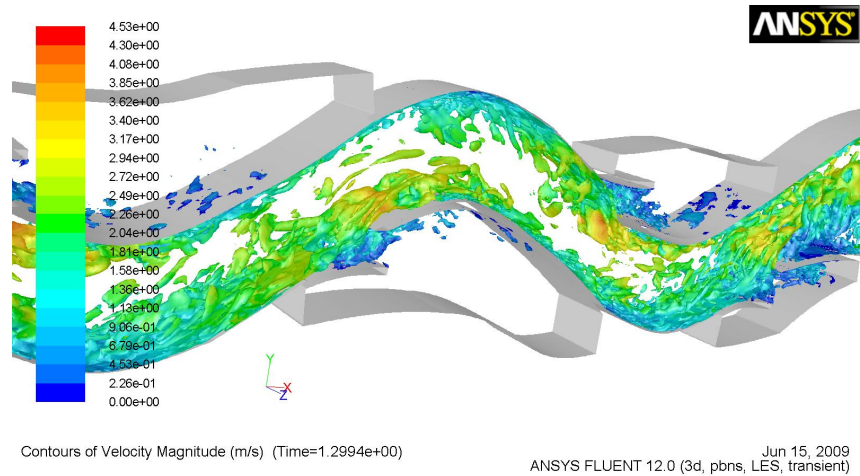 ANSYS
4.53e+00
4.30e+00
4.08e+00
3.85e+00
3.62e+00
3.40e+00
3.17e+00
2.94e+00
2.72e+00
2.49e+00
2.26e+00
2.04e+00
1.81e+00
1.58e+00
1.36e+00
1.13e+00
9.06e-01
6.79e-01
4.53e-01
2.26e-01
0.00e+00
Y
X
Z
Contours of Velocity Magnitude (m/s) (Time=1.2994e+00)
Jun 15, 2009
ANSYS FLUENT 12.0 (3d, pbns, LES, transient)